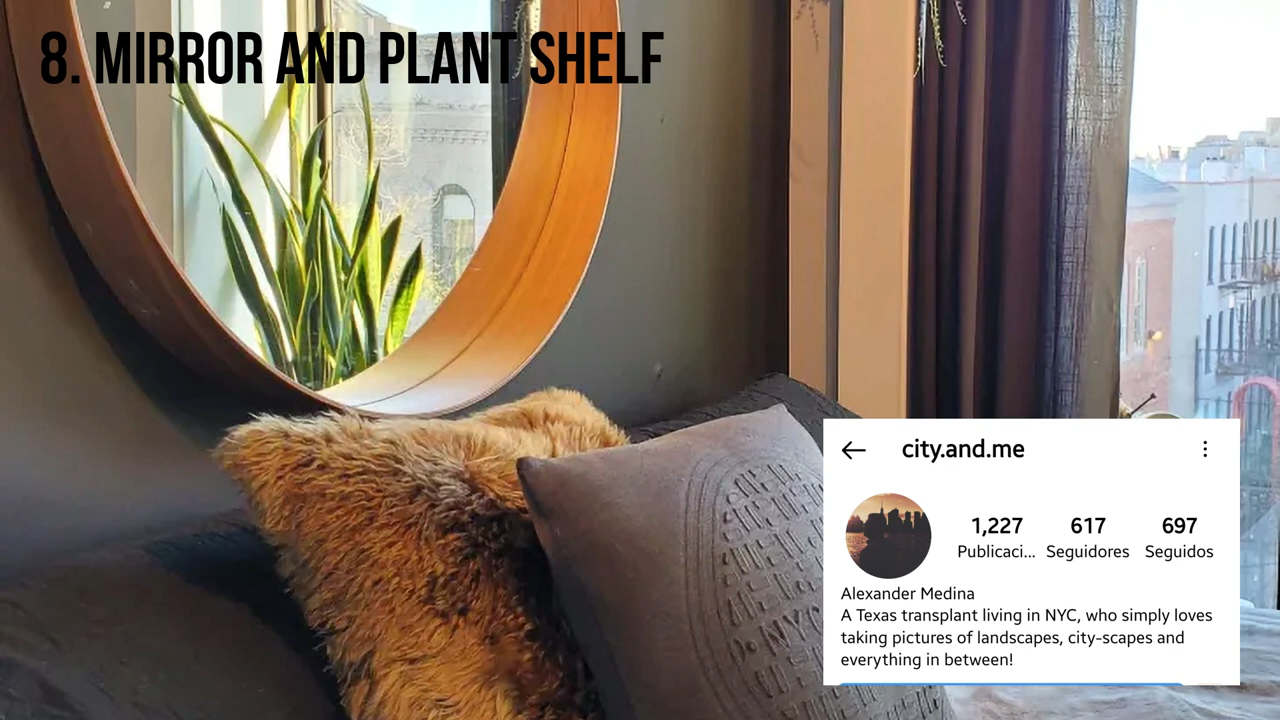 8. MIRROR AND PLANT SHELF
city.and.me
1,227 617 697
Publicaci... Seguidores Seguidos
Alexander Medina
A Texas transplant living in NYC, who simply loves
taking pictures of landscapes, city-scapes and
everything in between!
NYC